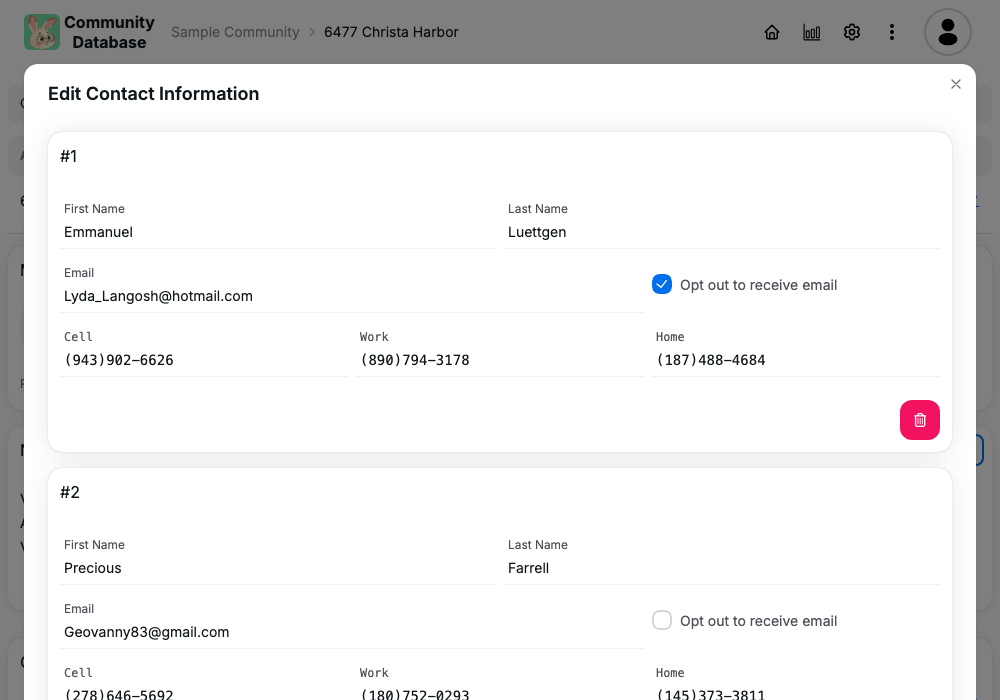 Community
Database
Sample Community > 6477 Christa Harbor
Edit Contact Information
#1
First Name
Last Name
Emmanuel
Luettgen
Email
Opt out to receive email
Lyda_Langosh@hotmail.com
Cell
Work
Home
(943)902-6626
(890)794-3178
(187)488-4684
#2
First Name
Last Name
Precious
Farrell
Email
Opt out to receive email
Geovanny83@gmail.com
Cell
Work
Home
(278)646-5692
(180)752-0293
(145)373-3811